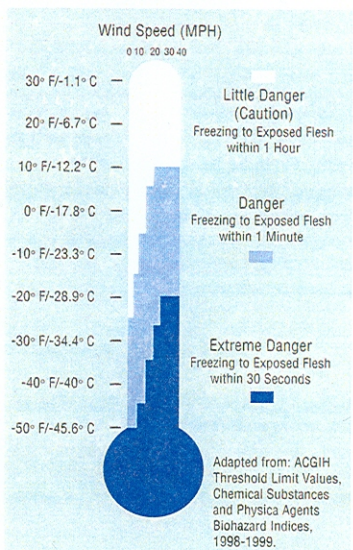 Wind Speed (MPH)
0 10 20 30 40
30° F/-1.1° C
20° F/-6.7° C
10° F/-12.2° C
0° F/-17.8° C
-10° F/-23.3° C
-20° F/-28.9° C
-30° F/-34.4° C
-40° F/-40° C
-50° F/-45.6° C
Little Danger
(Caution)
Freezing to Exposed Flesh
within 1 Hour
Danger
Freezing to Exposed Flesh
within 1 Minute
Extreme Danger
Freezing to Exposed Flesh
within 30 Seconds
Adapted from: ACGIH
Threshold Limit Values,
Chemical Substances
and Physica Agents
Biohazard Indices,
1998-1999.